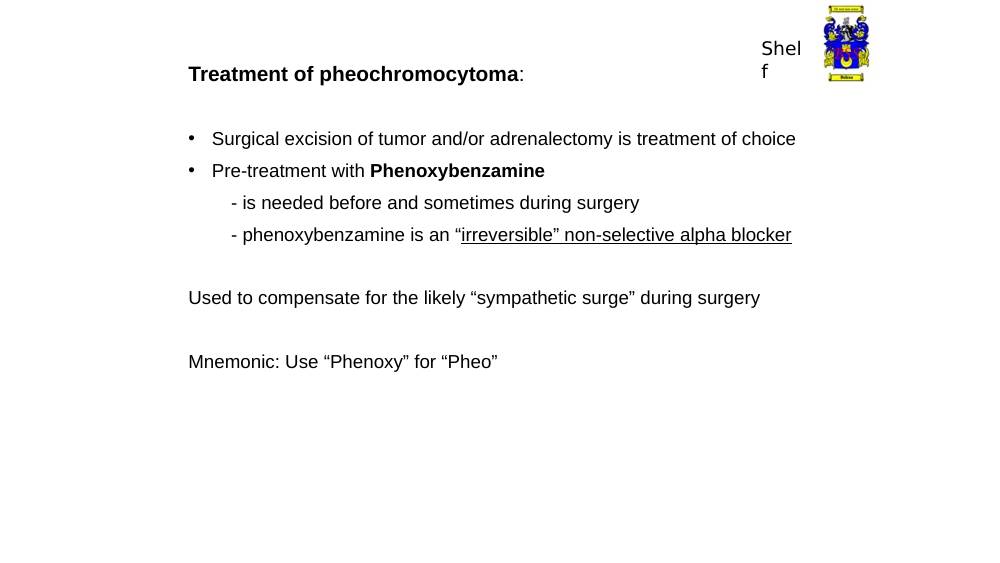 Shel
f
Treatment of pheochromocytoma:
• Surgical excision of tumor and/or adrenalectomy is treatment of choice
• Pre-treatment with Phenoxybenzamine
- is needed before and sometimes during surgery
- phenoxybenzamine is an “irreversible” non-selective alpha blocker
Used to compensate for the likely “sympathetic surge” during surgery
Mnemonic: Use “Phenoxy” for “Pheo”